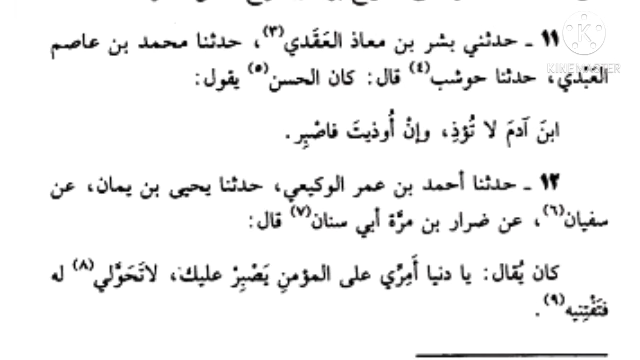 ١١ ـ حدثني بشر بن معاذ العَقَدي(٣)، حدثنا محمد بن عاصم
العَبْدي، حدثنا حوشب(٤) قال: كان الحسن(٥) يقول:
ابنَ آدمَ لا تُؤذِ، وإنْ أُوذيتَ فاصْبِر.
١٢ ـ حدثنا أحمد بن عمر الوكيعي، حدثنا يحيى بن يمان، عن
سفيان(٦)، عن ضرار بن مرَّة أبي سنان(٧) قال:
كان يُقال: يا دنيا أَمِرِّي على المؤمنِ يَصْبِرْ عليك، لاتَحَوَّلي(٨) له
فتَفْتِنيه(٩).
KINEMASTER